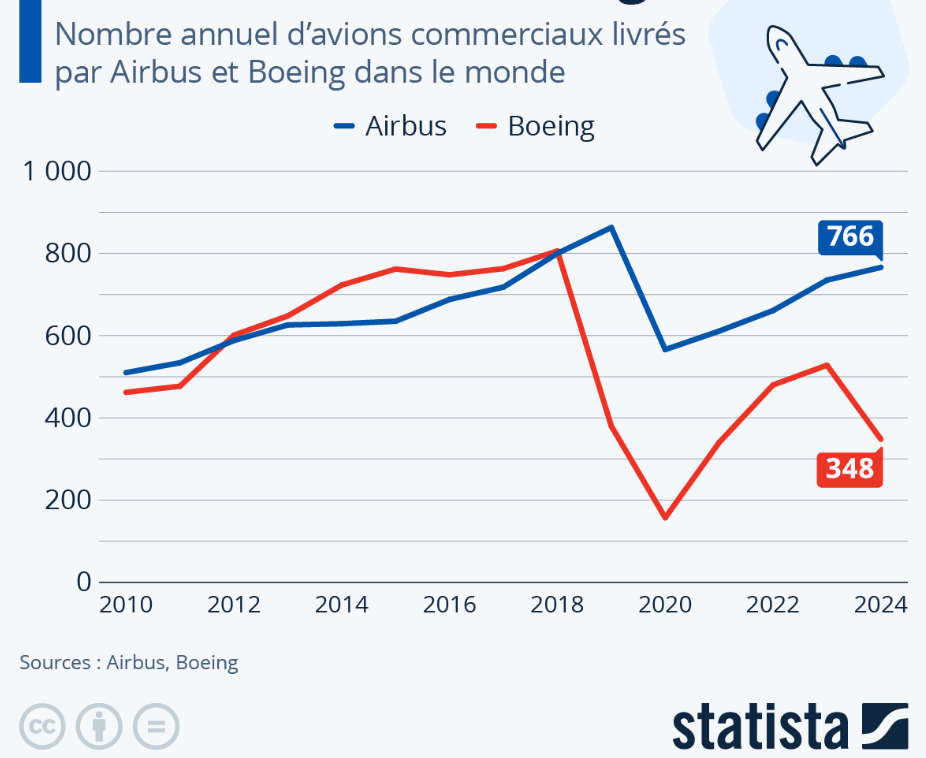 Nombre annuel d’avions commerciaux livrés
par Airbus et Boeing dans le monde
Airbus Boeing
1 000
800
600
400
200
0
766
348
2010 2012 2014 2016 2018 2020 2022 2024
Sources : Airbus, Boeing
cc
statista